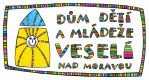 DŮM DĚTÍ
A MLÁDEŽE
VESELÍ
NAD MORAVOU